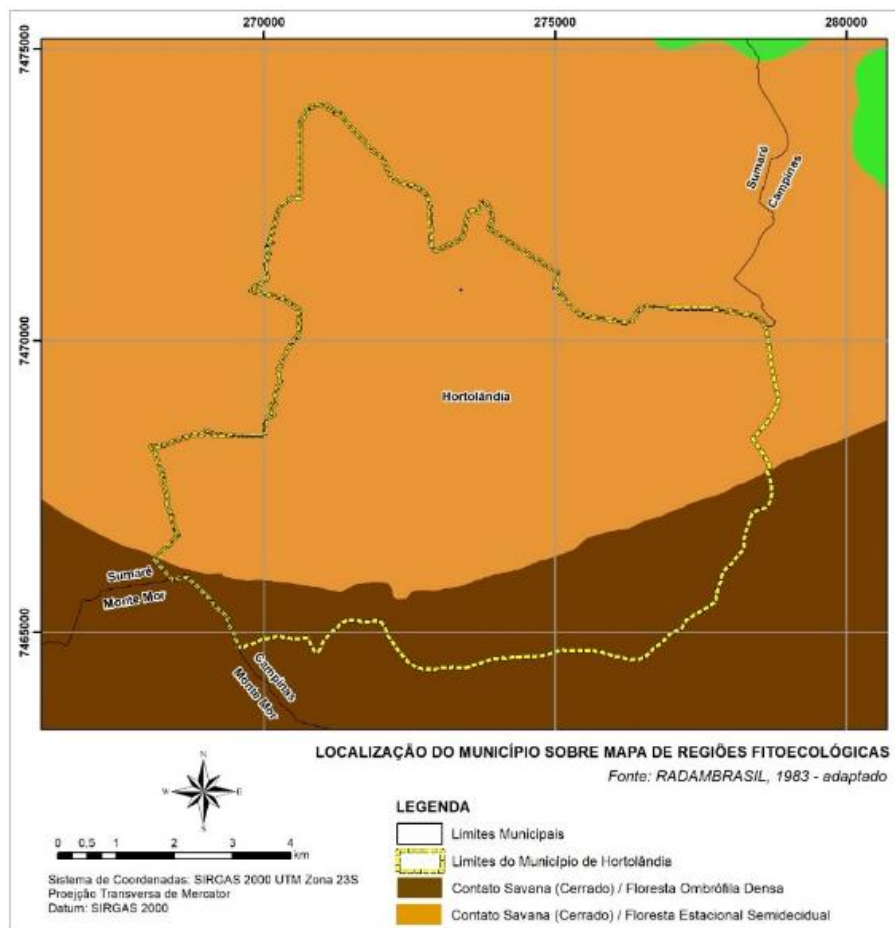 270000
275000
280000
7475000
Sumaré
Campinas
7470000
Hortolândia
Sumaré
Monte Mor
7465000
Campinas
Monte Mor
LOCALIZAÇÃO DO MUNICÍPIO SOBRE MAPA DE REGIÕES FITOECOLÓGICAS
Fonte: RADAMBRASIL, 1983 - adaptado
N
W
E
S
LEGENDA
Limites Municipais
Limites do Município de Hortolândia
Contato Savana (Cerrado) / Floresta Ombrófila Densa
Contato Savana (Cerrado) / Floresta Estacional Semidecidual
0 0,5 1 2 3 4
km
Sistema de Coordenadas: SIRGAS 2000 UTM Zona 23S
Proejção Transversa de Mercator
Datum: SIRGAS 2000